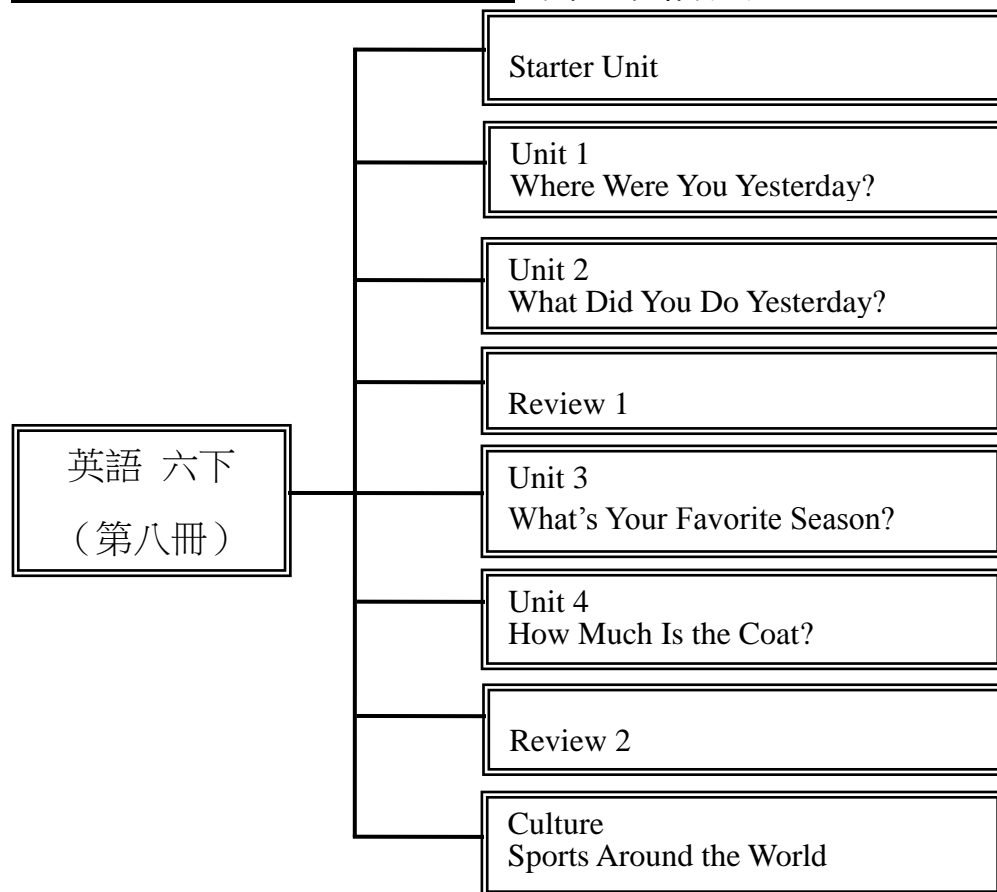 Starter Unit
Unit 1
Where Were You Yesterday?
Unit 2
What Did You Do Yesterday?
Review 1
英語 六下
（第八冊）
Unit 3
What’s Your Favorite Season?
Unit 4
How Much Is the Coat?
Review 2
Culture
Sports Around the World